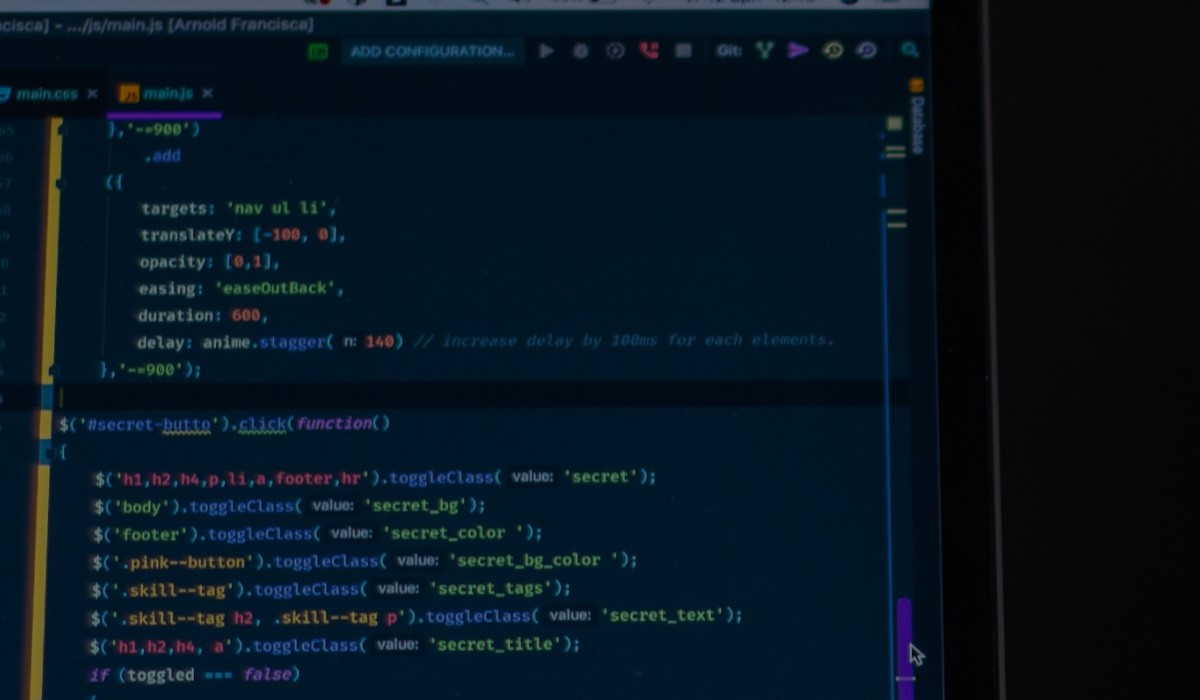 cisca] – .../js/main.js [Arnold Francisca]
ADD CONFIGURATION...
Git:
main.css
JS main.js
Database
},'-=900')
.add
({
targets: 'nav ul li',
translateY: [-100, 0],
opacity: [0,1],
easing: 'easeOutBack',
duration: 600,
delay: anime.stagger( n: 140) // increase delay by 100ms for each elements.
},'-=900');
$('#secret-butto').click(function()
{
$('h1,h2,h4,p,li,a,footer,hr').toggleClass( value: 'secret');
$('body').toggleClass( value: 'secret_bg');
$('footer').toggleClass( value: 'secret_color ');
$('.pink--button').toggleClass( value: 'secret_bg_color ');
$('.skill--tag').toggleClass( value: 'secret_tags');
$('.skill--tag h2, .skill--tag p').toggleClass( value: 'secret_text');
$('h1,h2,h4, a').toggleClass( value: 'secret_title');
if (toggled === false)